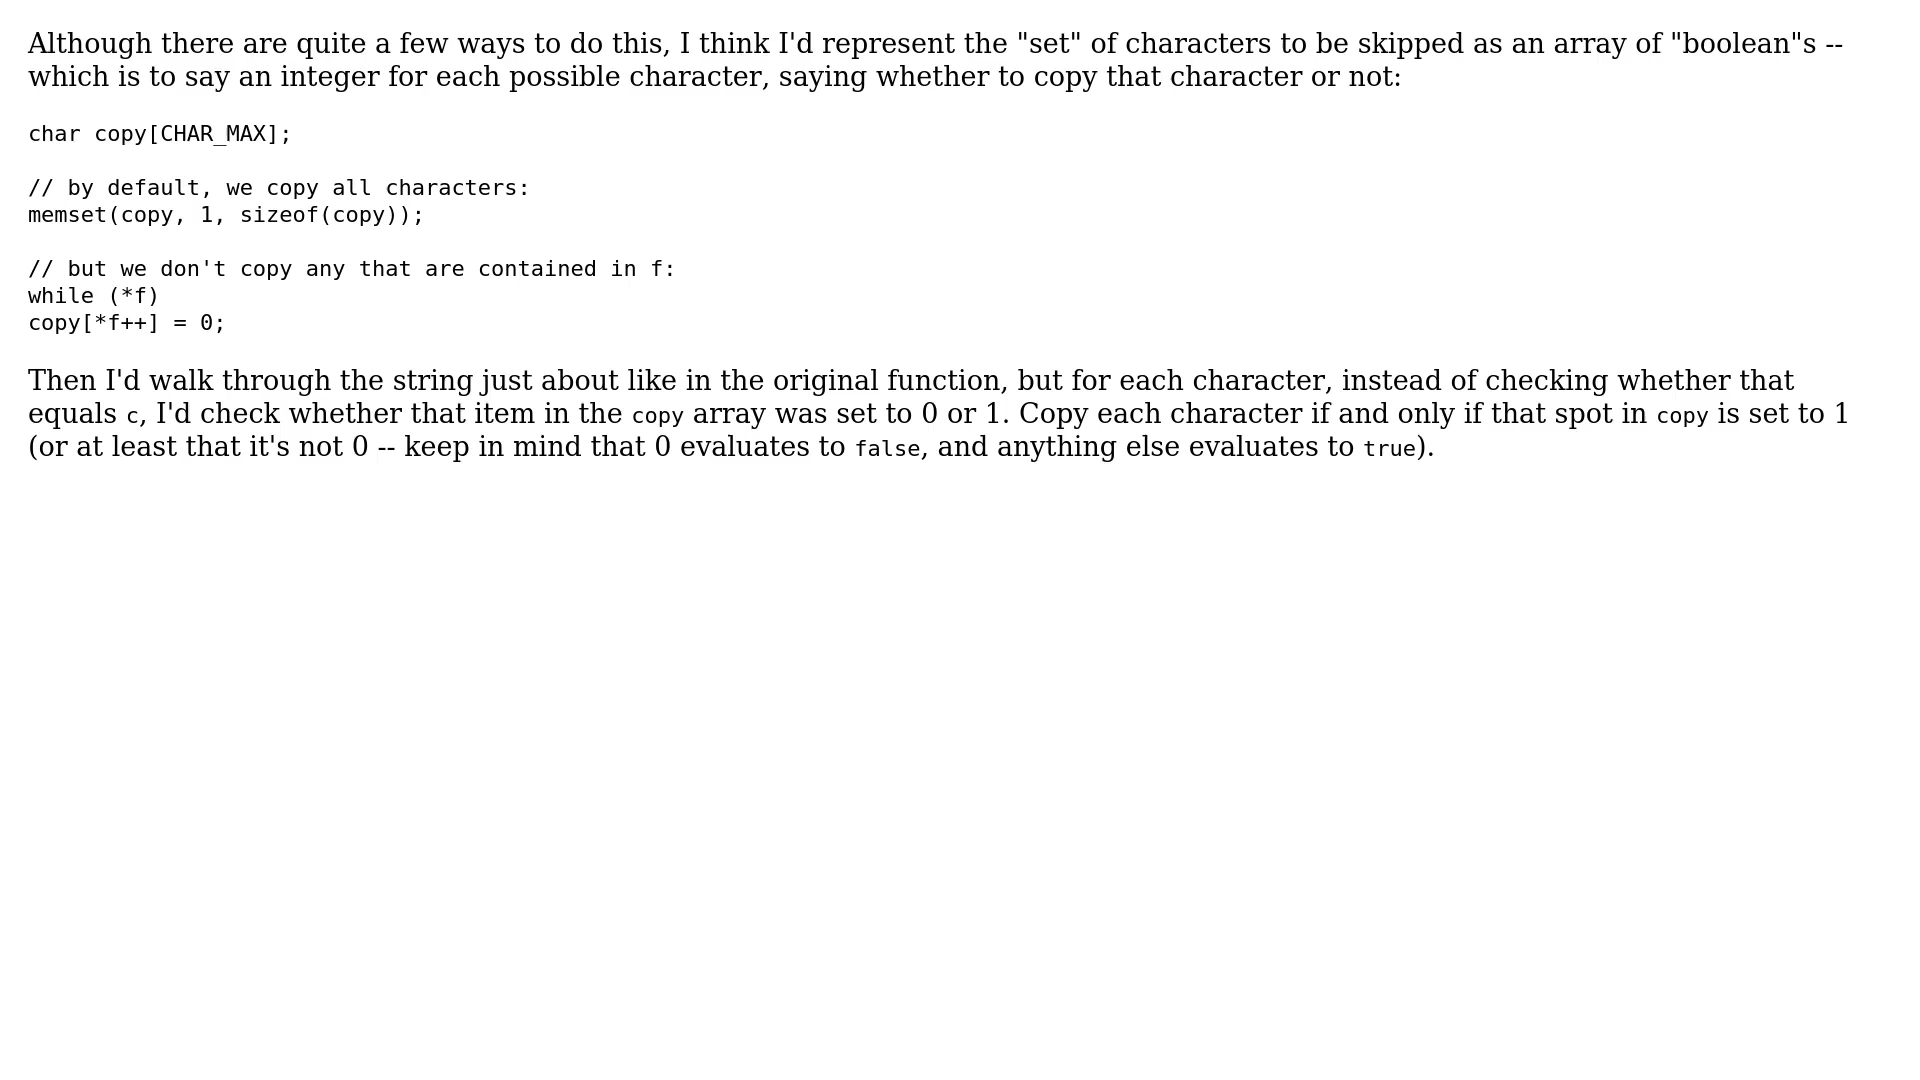 Although there are quite a few ways to do this, I think I'd represent the "set" of characters to be skipped as an array of "boolean"s --
which is to say an integer for each possible character, saying whether to copy that character or not:
char copy[CHAR_MAX];
// by default, we copy all characters:
memset(copy, 1, sizeof(copy));
// but we don't copy any that are contained in f:
while (*f)
copy[*f++] = 0;
Then I'd walk through the string just about like in the original function, but for each character, instead of checking whether that
equals c, I'd check whether that item in the copy array was set to 0 or 1. Copy each character if and only if that spot in copy is set to 1
(or at least that it's not 0 -- keep in mind that 0 evaluates to false, and anything else evaluates to true).